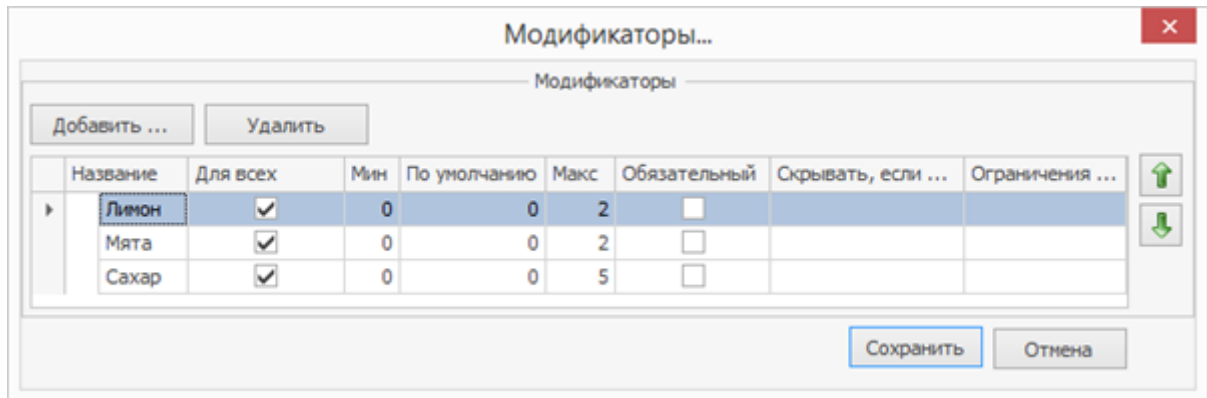 Модификаторы...
Модификаторы
Добавить ... Удалить
Название Для всех Мин По умолчанию Макс Обязательный Скрывать, если ... Ограничения ...
Лимон 0 0 2
Мята 0 0 2
Сахар 0 0 5
Сохранить Отмена